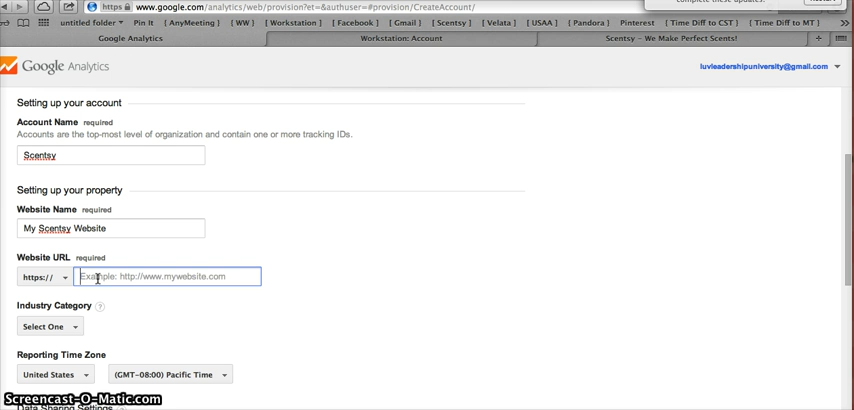 complete these updates.
https www.google.com/analytics/web/provision?et=&authuser=#provision/CreateAccount/
untitled folder Pin It [ AnyMeeting ] [ WW ] [ Workstation ] [ Facebook ] [ Gmail ] [ Scentsy ] [ Velata ] [ USAA ] [ Pandora ] Pinterest [ Time Diff to CST ] [ Time Diff to MT ] >>
Google Analytics Workstation: Account Scentsy - We Make Perfect Scents! +
Google Analytics luvleadershipuniversity@gmail.com
Setting up your account
Account Name required
Accounts are the top-most level of organization and contain one or more tracking IDs.
Scentsy
Setting up your property
Website Name required
My Scentsy Website
Website URL required
https:// Example: http://www.mywebsite.com
Industry Category ?
Select One
Reporting Time Zone
United States (GMT-08:00) Pacific Time
Screencast-O-Matic.com
Data Sharing Settings